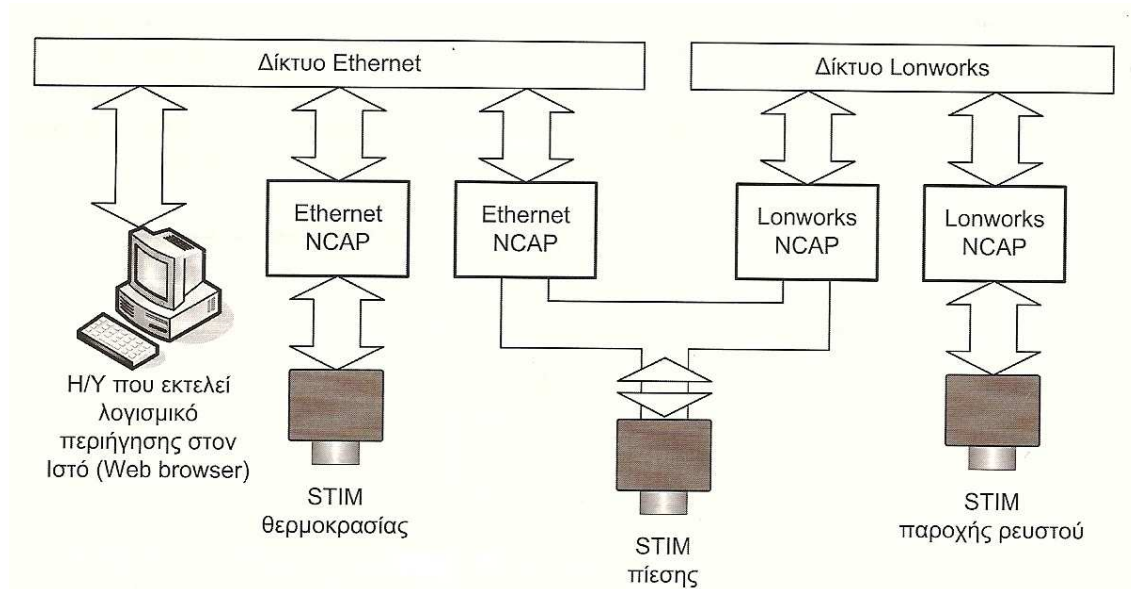 Δίκτυο Ethernet
Δίκτυο Lonworks
Ethernet
NCAP
Ethernet
NCAP
Lonworks
NCAP
Lonworks
NCAP
Η/Υ που εκτελεί
λογισμικό
περιήγησης στον
Ιστό (Web browser)
STIM
θερμοκρασίας
STIM
πίεσης
STIM
παροχής ρευστού